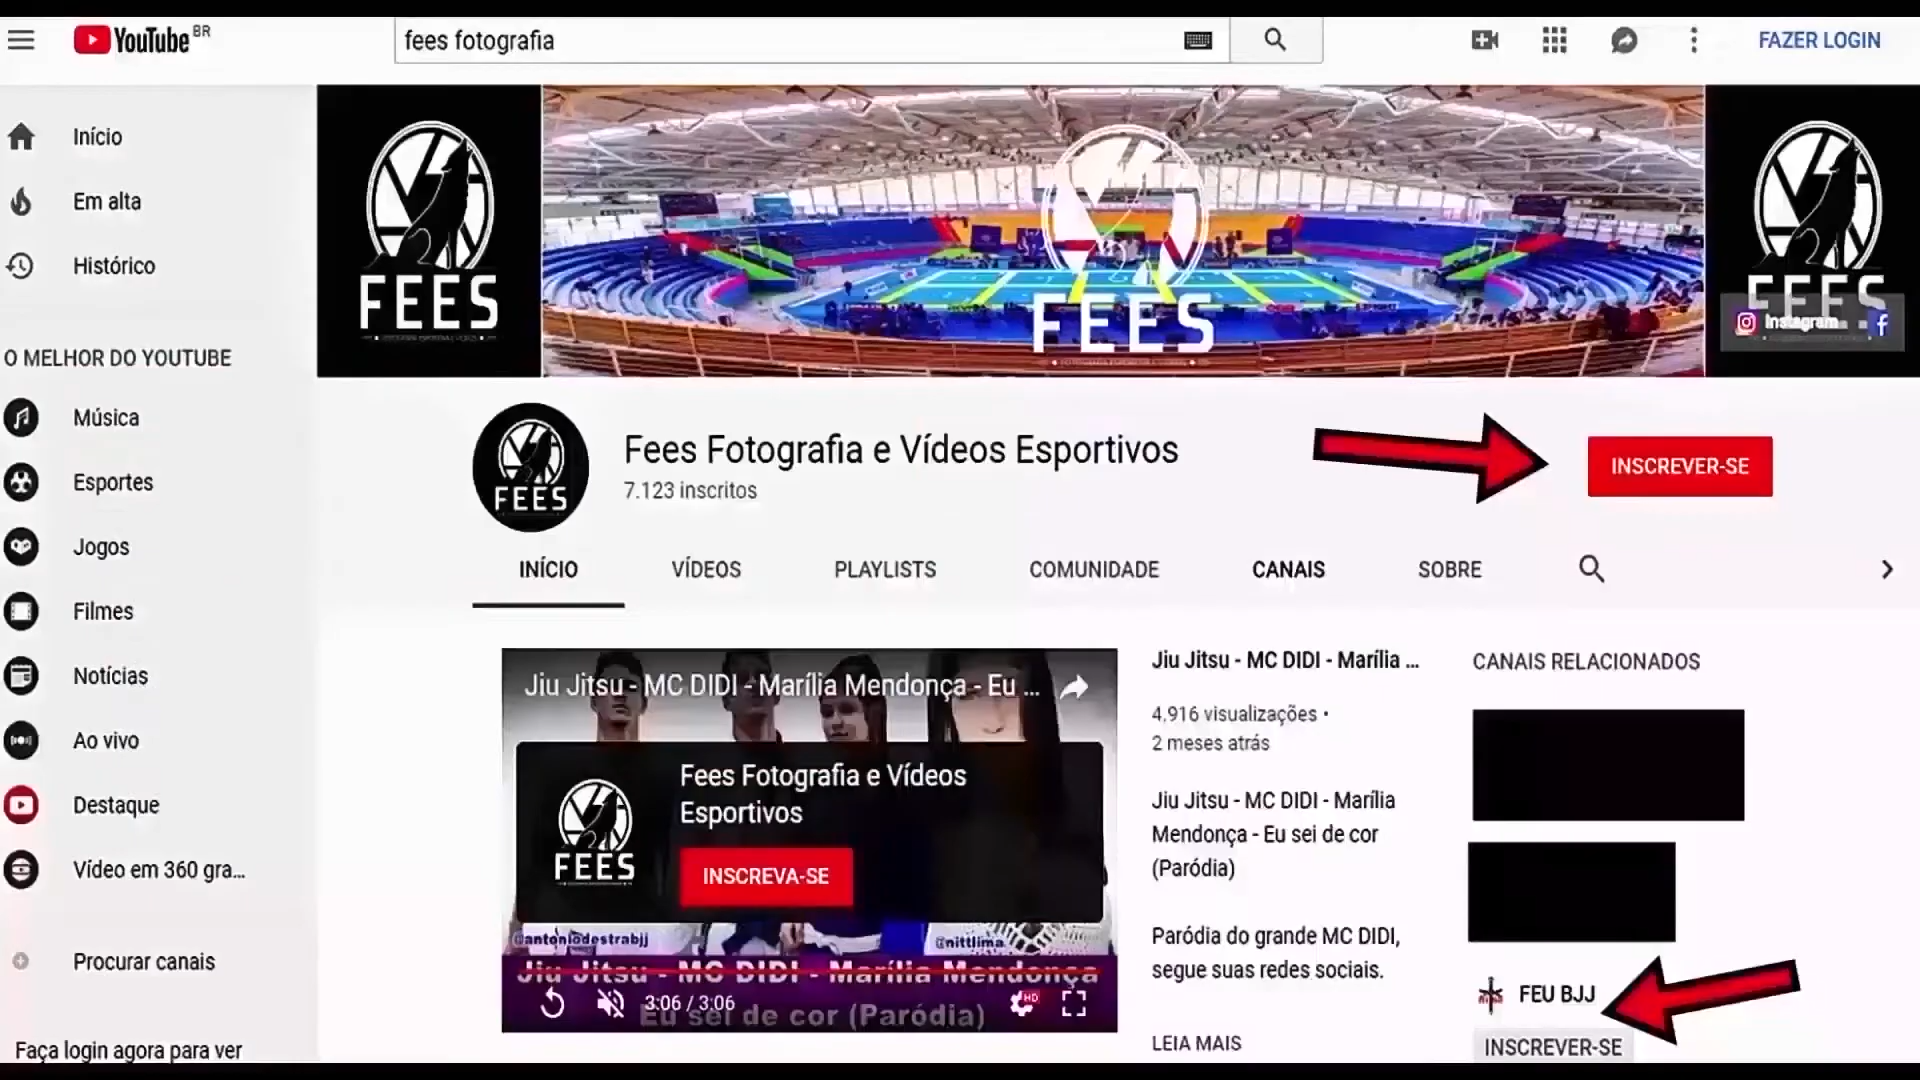 YouTube BR
fees fotografia
FAZER LOGIN
Início
Em alta
Histórico
O MELHOR DO YOUTUBE
Música
Esportes
Jogos
Filmes
Notícias
Ao vivo
Destaque
Vídeo em 360 gra...
Procurar canais
Faça login agora para ver
FEES
FEES
FEES
Instagram
Fees Fotografia e Vídeos Esportivos
7.123 inscritos
INSCREVER-SE
FEES
INÍCIO
VÍDEOS
PLAYLISTS
COMUNIDADE
CANAIS
SOBRE
Jiu Jitsu - MC DIDI - Marília Mendonça - Eu ...
Fees Fotografia e Vídeos
Esportivos
FEES
INSCREVA-SE
@antoniodestrabjj
@nittlima
Jiu Jitsu - MC DIDI - Marília Mendonça
Eu sei de cor (Paródia)
3:06 / 3:06
HD
Jiu Jitsu - MC DIDI - Marília ...
4.916 visualizações •
2 meses atrás
Jiu Jitsu - MC DIDI - Marília
Mendonça - Eu sei de cor
(Paródia)
Paródia do grande MC DIDI,
segue suas redes sociais.
LEIA MAIS
CANAIS RELACIONADOS
FEU BJJ
INSCREVER-SE